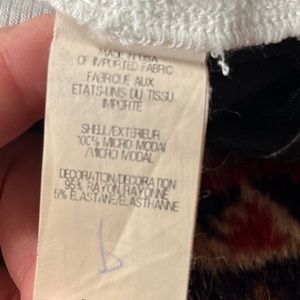 MADE IN USA
OF IMPORTED FABRIC
FABRIQUE AUX
ETATS-UNIS DU TISSU
IMPORTE
SHELL/EXTERIEUR
100% MICRO MODAL
/MICRO MODAL
DECORATION/DECORATION
95% RAYON/RAYONNE
5% ELASTANE/ELASTHANNE